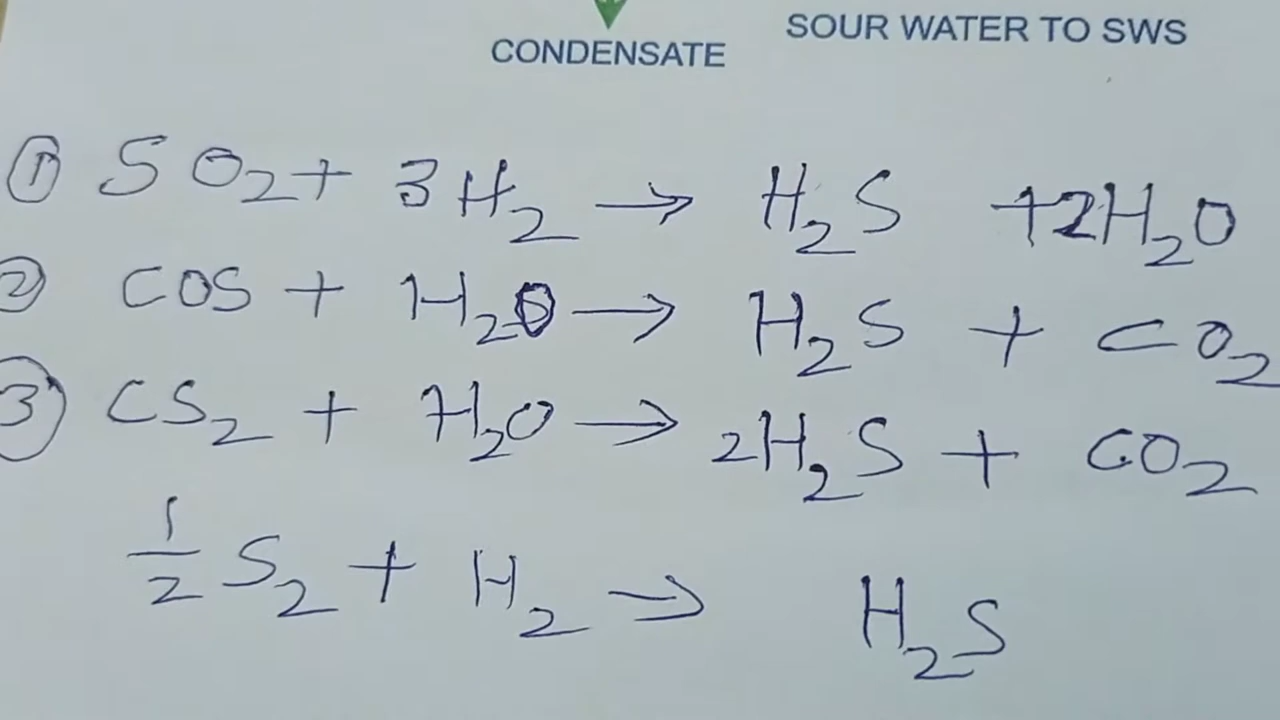 CONDENSATE
SOUR WATER TO SWS
① SO₂ + 3H₂ → H₂S + 2H₂O
② COS + H₂O → H₂S + CO₂
③ CS₂ + H₂O → 2H₂S + CO₂
1/2 S₂ + H₂ → H₂S